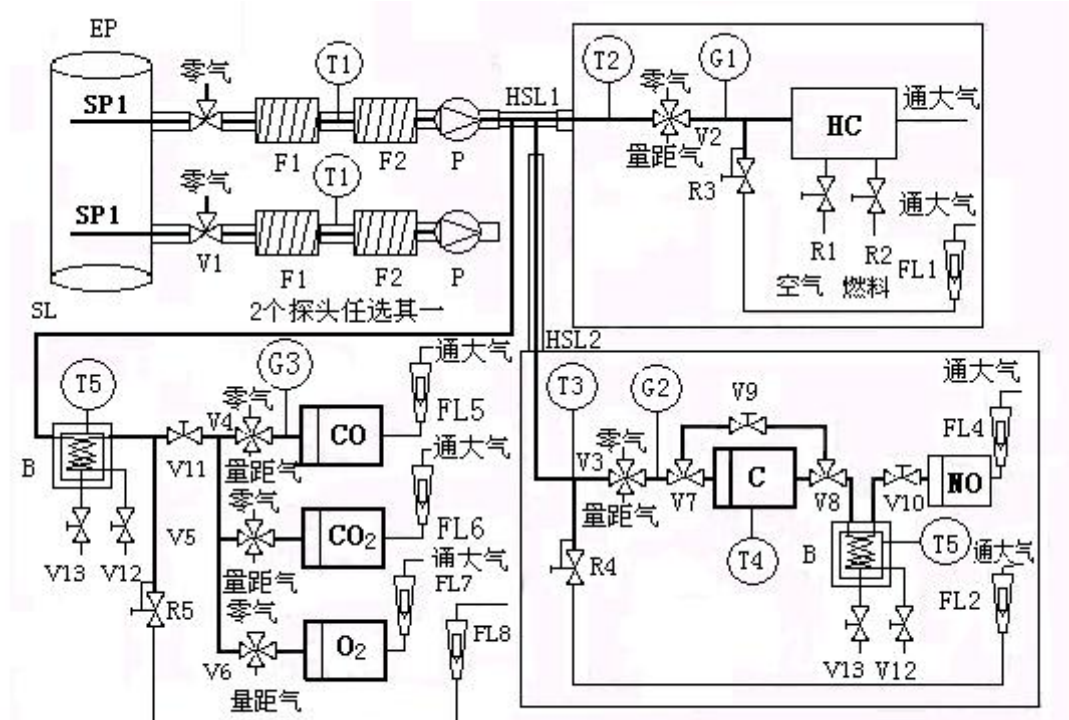 EP
零气
T1
SP1
F1
F2
P
HSL1
T2
零气
G1
量距气
V2
HC
通大气
R3
R1
R2
空气
燃料
通大气
FL1
零气
T1
SP1
V1
F1
F2
P
SL
2个探头任选其一
HSL2
T5
B
V13
V12
V11
V5
R5
零气
V4
G3
量距气
CO
通大气
FL5
零气
量距气
CO₂
通大气
FL6
零气
V6
量距气
O₂
通大气
FL7
FL8
T3
零气
V3
量距气
G2
V9
V7
C
V8
T4
R4
V10
NO
通大气
FL4
B
T5
V13
V12
通大气
FL2